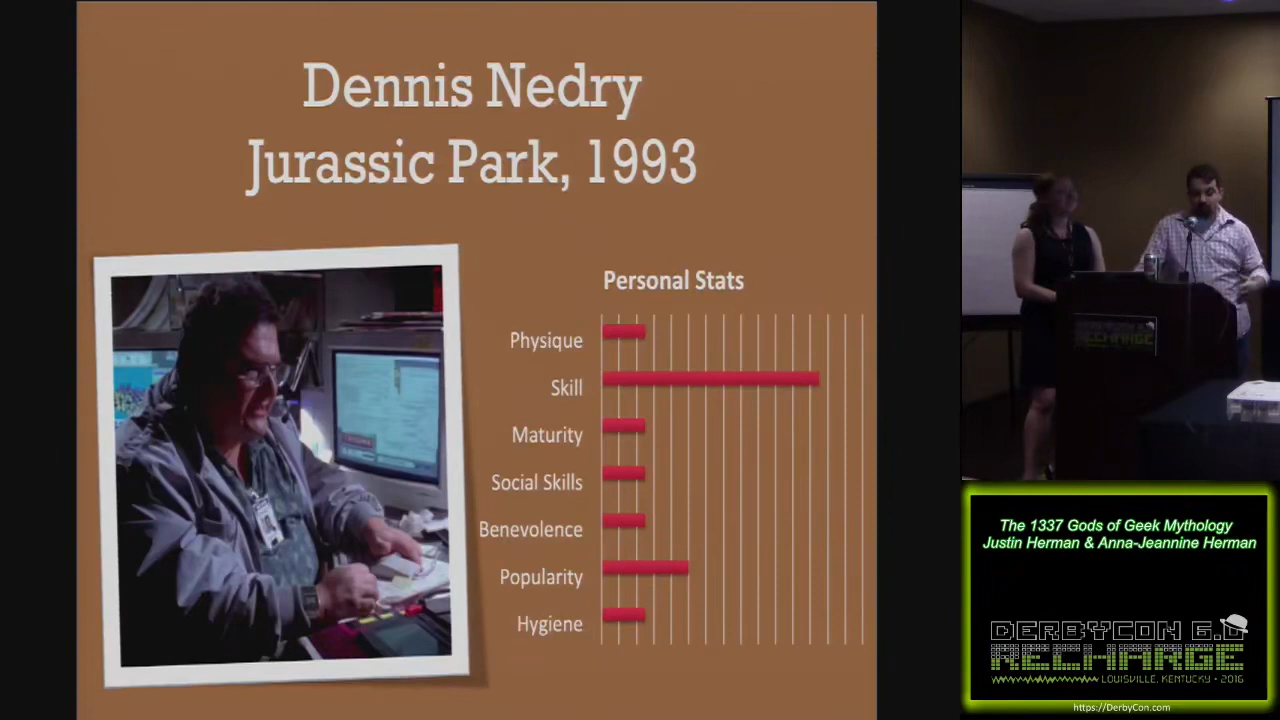 Dennis Nedry
Jurassic Park, 1993
Personal Stats
Physique
Skill
Maturity
Social Skills
Benevolence
Popularity
Hygiene
RECHARGE
The 1337 Gods of Geek Mythology
Justin Herman & Anna-Jeannine Herman
DERBYCON 6.0
RECHARGE
LOUISVILLE, KENTUCKY • 2016
https://DerbyCon.com